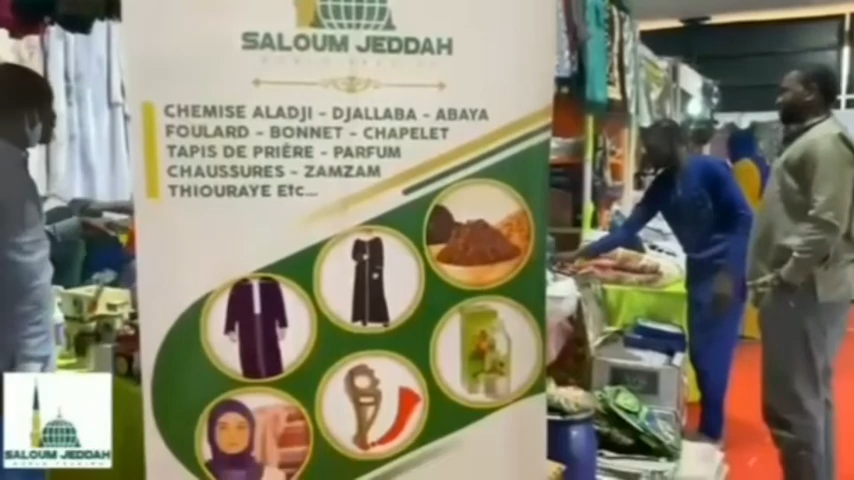 SALOUM JEDDAH
CHEMISE ALADJI - DJALLABA - ABAYA
FOULARD - BONNET - CHAPELET
TAPIS DE PRIÈRE - PARFUM
CHAUSSURES - ZAMZAM
THIOURAYE Etc...
SALOUM JEDDAH